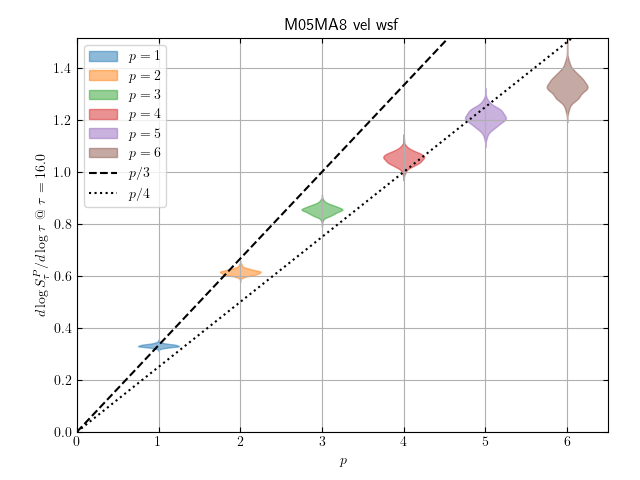 M05MA8 vel wsf
d log S_τ^P / d log τ @ τ = 16.0
1.4
1.2
1.0
0.8
0.6
0.4
0.2
0.0
p = 1
p = 2
p = 3
p = 4
p = 5
p = 6
p/3
p/4
0 1 2 3 4 5 6
p